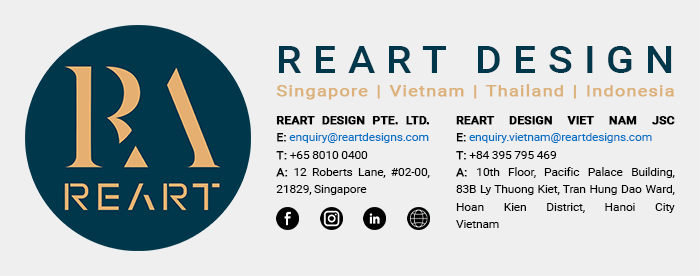 RA
REART
REART DESIGN
Singapore | Vietnam | Thailand | Indonesia
REART DESIGN PTE. LTD.
E: enquiry@reartdesigns.com
T: +65 8010 0400
A: 12 Roberts Lane, #02-00,
21829, Singapore
REART DESIGN VIET NAM JSC
E: enquiry.vietnam@reartdesigns.com
T: +84 395 795 469
A: 10th Floor, Pacific Palace Building,
83B Ly Thuong Kiet, Tran Hung Dao Ward,
Hoan Kien District, Hanoi City
Vietnam